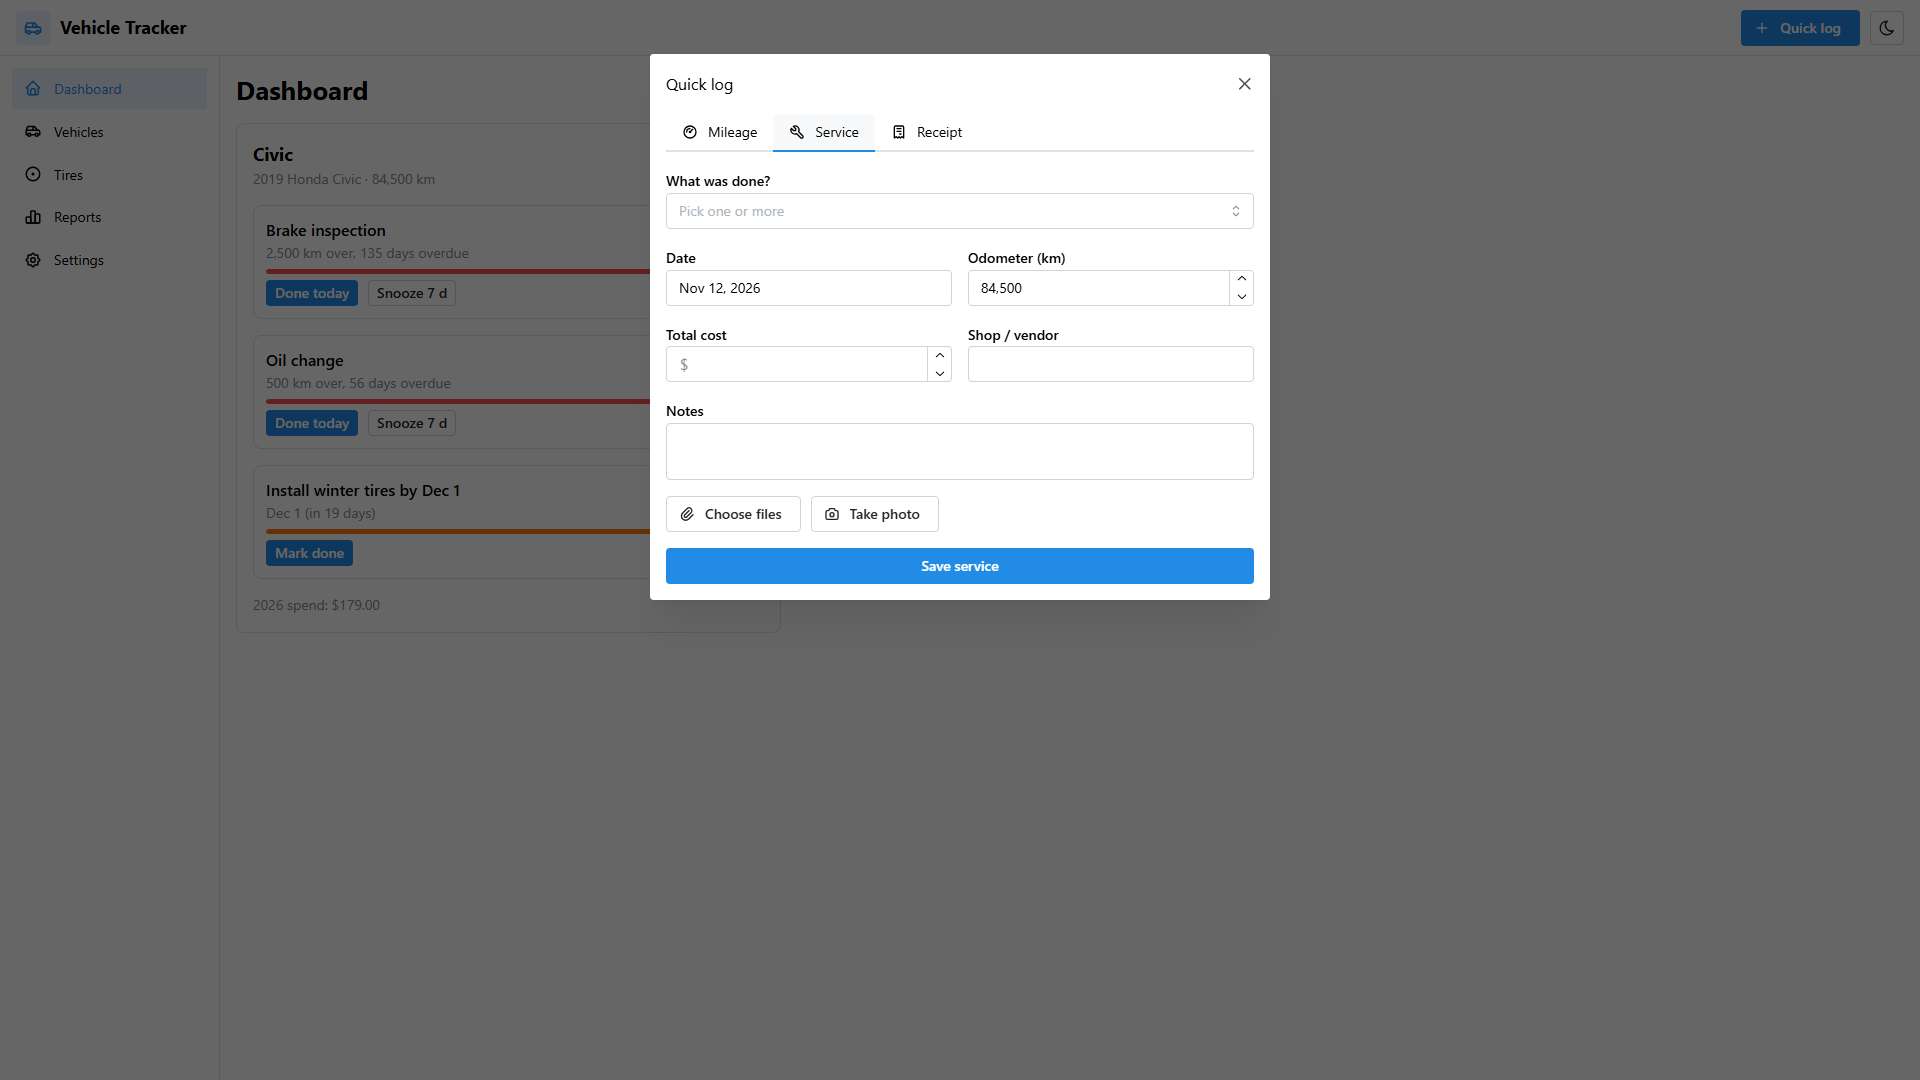 Vehicle Tracker
Quick log
Dashboard
Vehicles
Tires
Reports
Settings
Dashboard
Civic
2019 Honda Civic · 84,500 km
Brake inspection
2,500 km over, 135 days overdue
Done today
Snooze 7 d
Oil change
500 km over, 56 days overdue
Done today
Snooze 7 d
Install winter tires by Dec 1
Dec 1 (in 19 days)
Mark done
2026 spend: $179.00
Quick log
Mileage
Service
Receipt
What was done?
Pick one or more
Date
Odometer (km)
Nov 12, 2026
84,500
Total cost
Shop / vendor
$
Notes
Choose files
Take photo
Save service